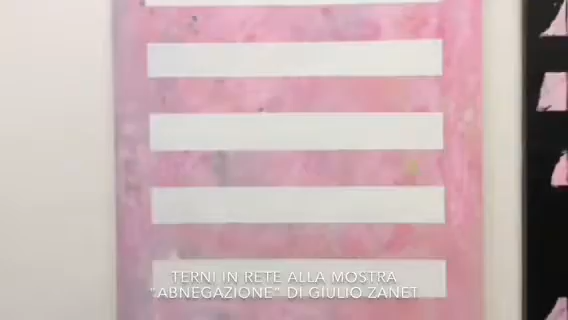 TERNI IN RETE ALLA MOSTRA
"ABNEGAZIONE" DI GIULIO ZANET